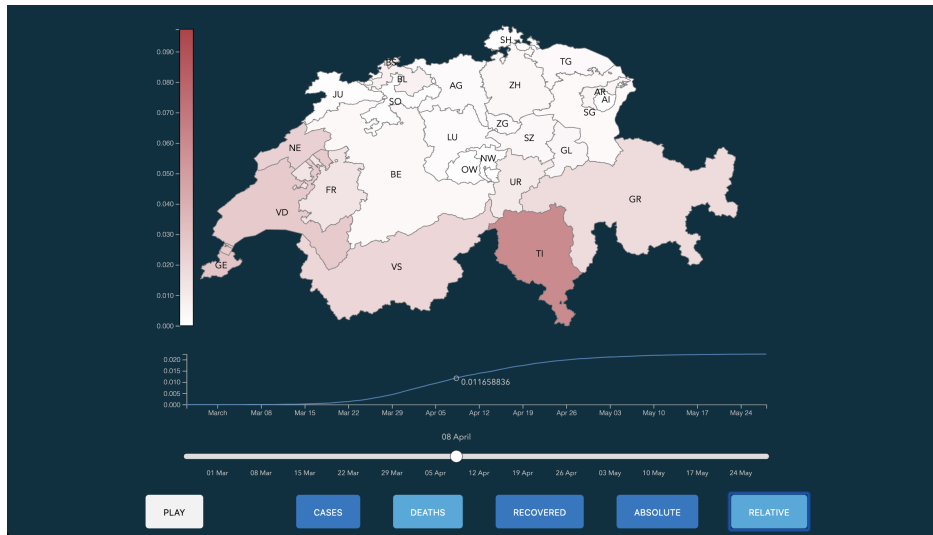 0.090
0.080
0.070
0.060
0.050
0.040
0.030
0.020
0.010
0.000
SH
TG
BS
BL
AG
ZH
AR
AI
JU
SO
SG
ZG
NE
LU
SZ
GL
NW
OW
BE
UR
FR
GR
VD
TI
GE
VS
0.020
0.015
0.010
0.005
0.000
0.011658836
March Mar 08 Mar 15 Mar 22 Mar 29 Apr 05 Apr 12 Apr 19 Apr 26 May 03 May 10 May 17 May 24
08 April
01 Mar 08 Mar 15 Mar 22 Mar 29 Mar 05 Apr 12 Apr 19 Apr 26 Apr 03 May 10 May 17 May 24 May
PLAY CASES DEATHS RECOVERED ABSOLUTE RELATIVE